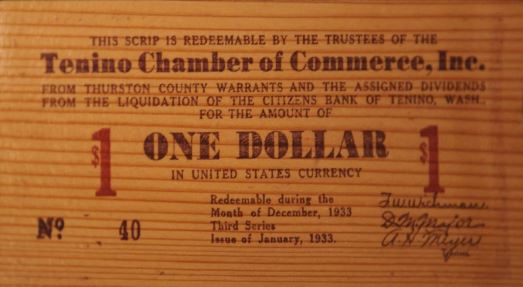 THIS SCRIP IS REDEEMABLE BY THE TRUSTEES OF THE
Tenino Chamber of Commerce, Inc.
FROM THURSTON COUNTY WARRANTS AND THE ASSIGNED DIVIDENDS
FROM THE LIQUIDATION OF THE CITIZENS BANK OF TENINO, WASH.
FOR THE AMOUNT OF
$1 ONE DOLLAR $1
IN UNITED STATES CURRENCY
Redeemable during the
Month of December, 1933
Third Series
Issue of January, 1933.
Nº 40
D.M. Major
A.H. Meyer